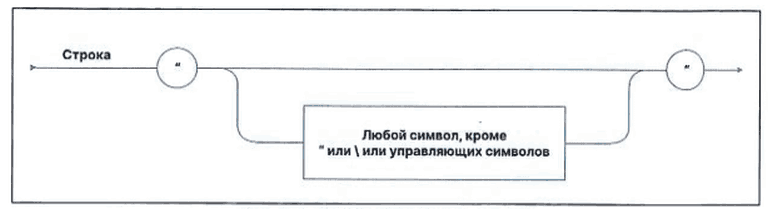 Строка
“
”
Любой символ, кроме
" или \ или управляющих символов